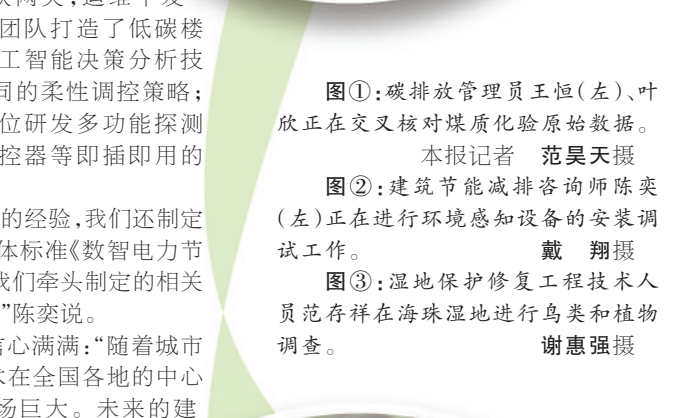 团队打造了低碳楼
工智能决策分析技
同的柔性调控策略；
位研发多功能探测
控器等即插即用的
的经验，我们还制定
体标准《数智电力节
我们牵头制定的相关
”陈奕说。
信心满满：“随着城市
术在全国各地的中心
场巨大。未来的建
图①：碳排放管理员王恒（左）、叶
欣正在交叉核对煤质化验原始数据。
本报记者　范昊天摄
图②：建筑节能减排咨询师陈奕
（左）正在进行环境感知设备的安装调
试工作。　戴　翔摄
图③：湿地保护修复工程技术人
员范存祥在海珠湿地进行鸟类和植物
调查。　谢惠强摄